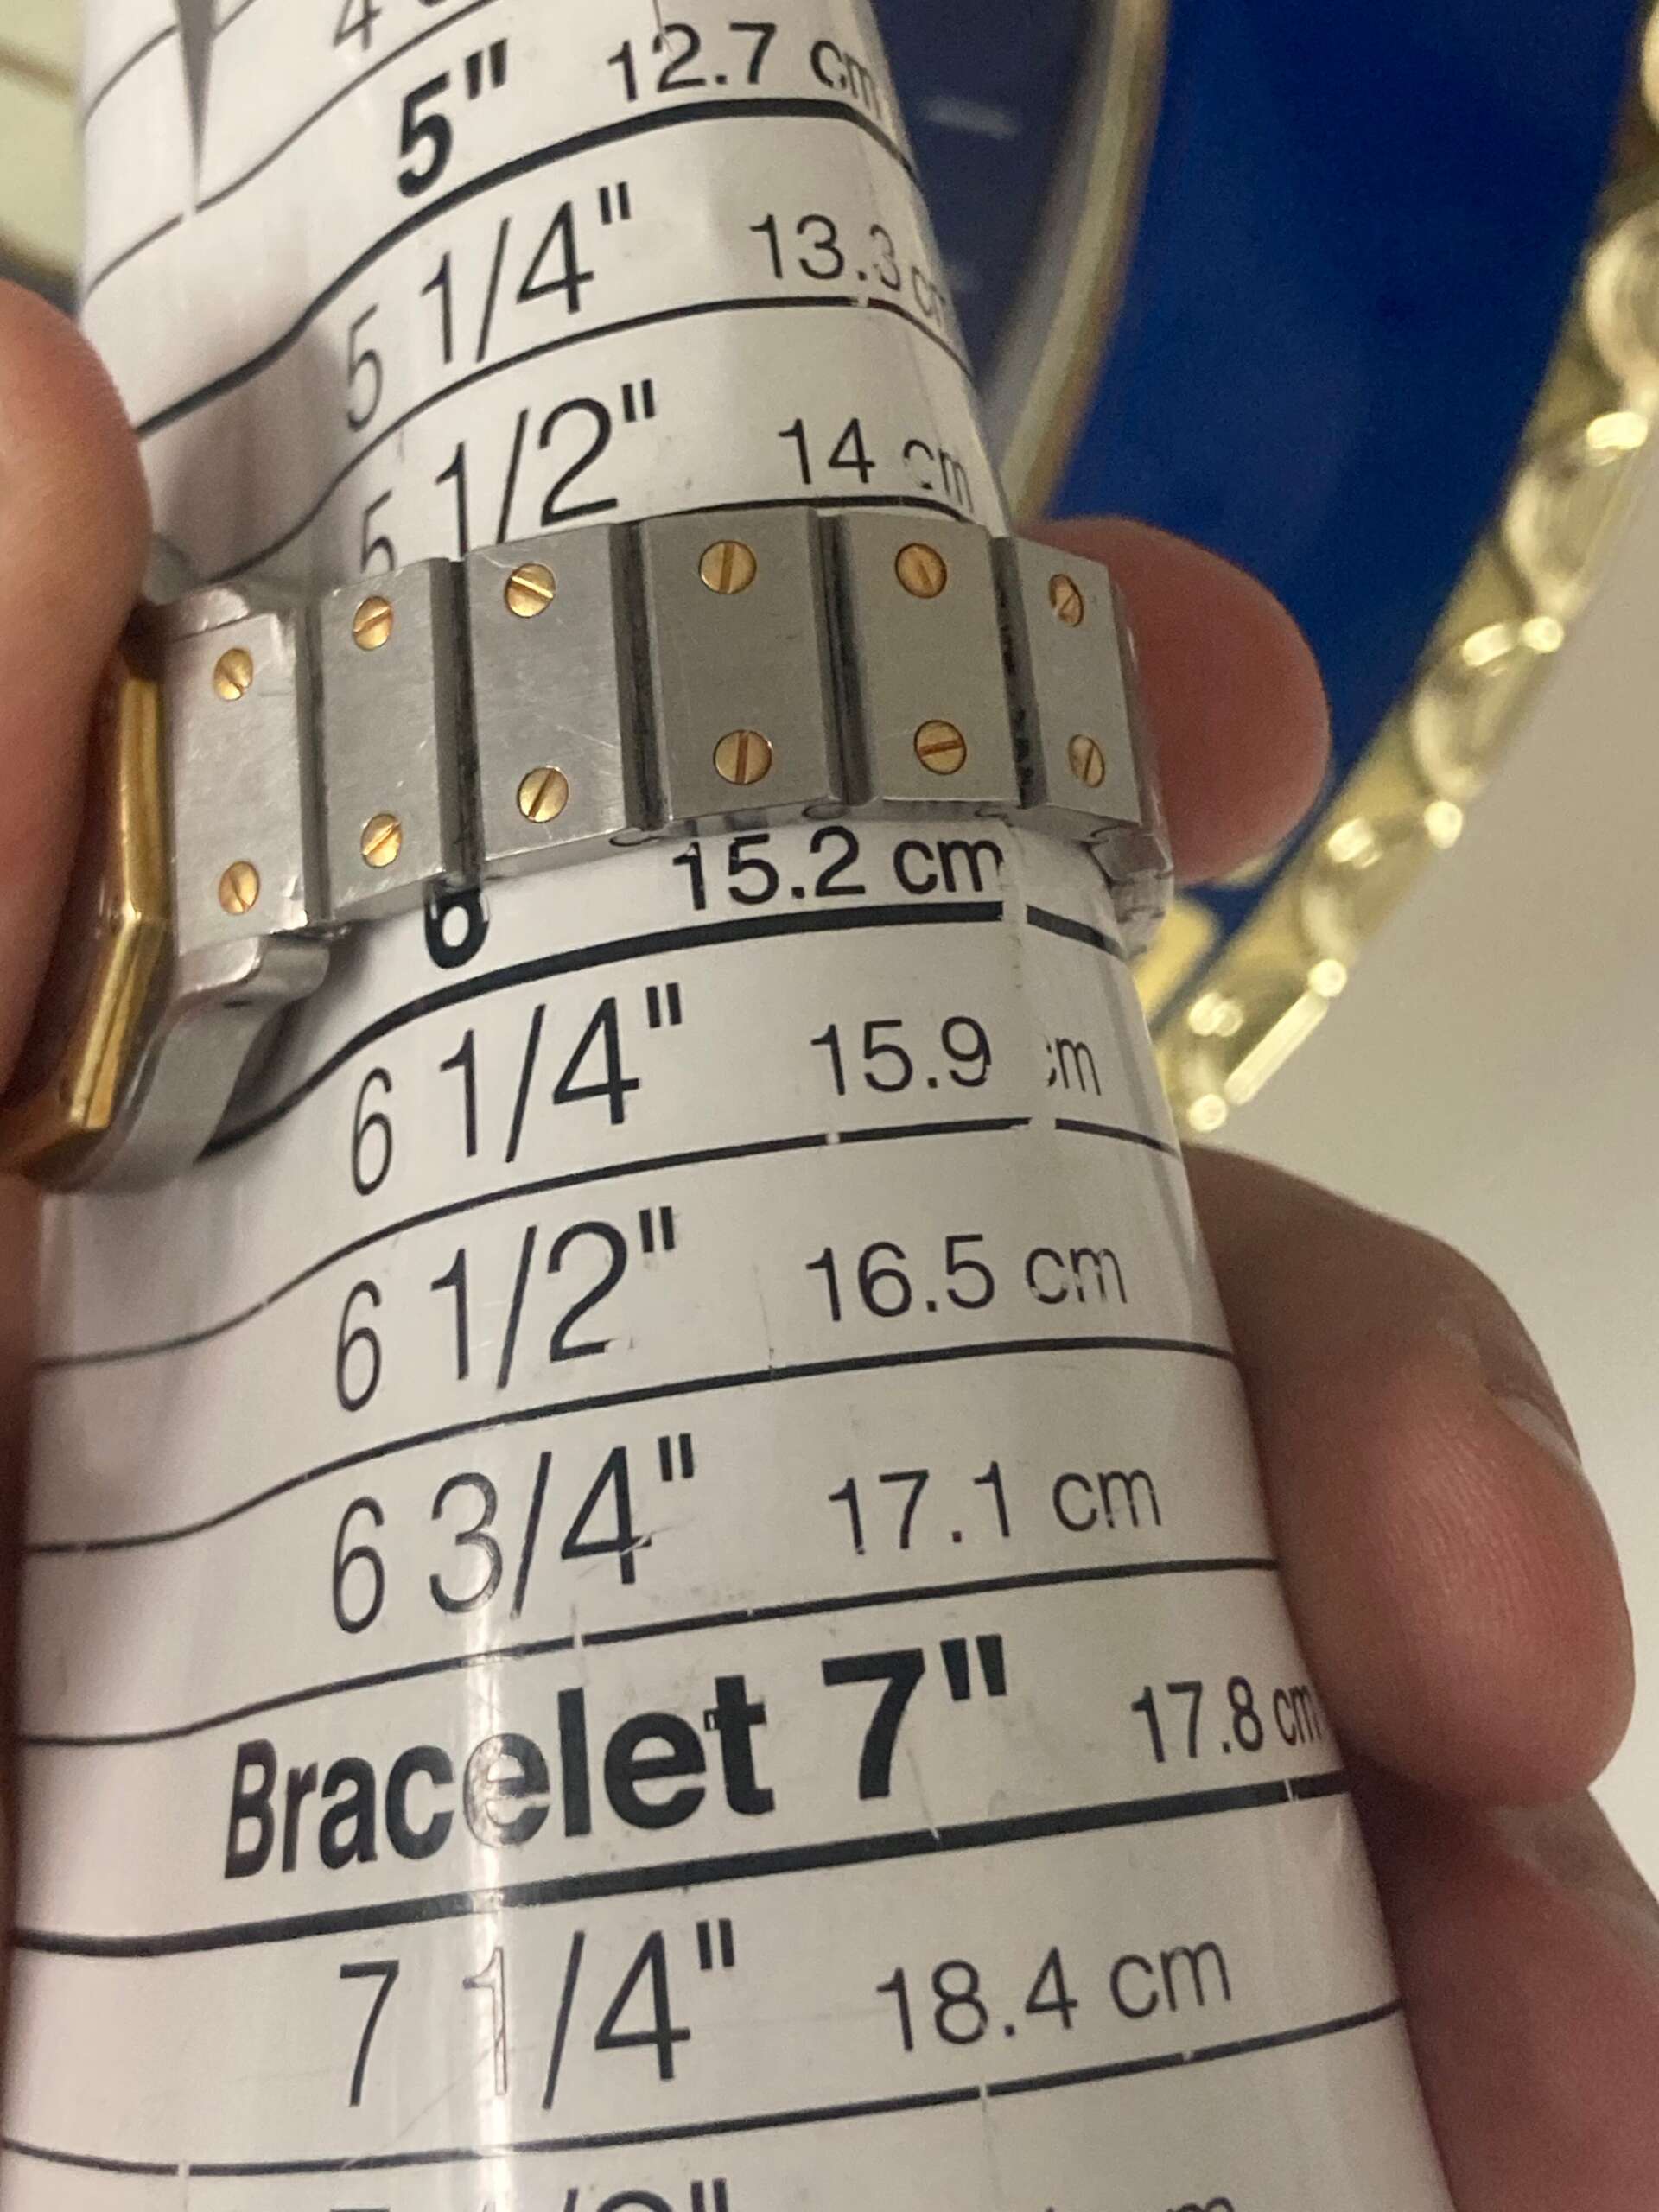 5" 12.7 cm
5 1/4" 13.3 cm
5 1/2" 14 cm
6 15.2 cm
6 1/4" 15.9 cm
6 1/2" 16.5 cm
6 3/4" 17.1 cm
Bracelet 7" 17.8 cm
7 1/4" 18.4 cm